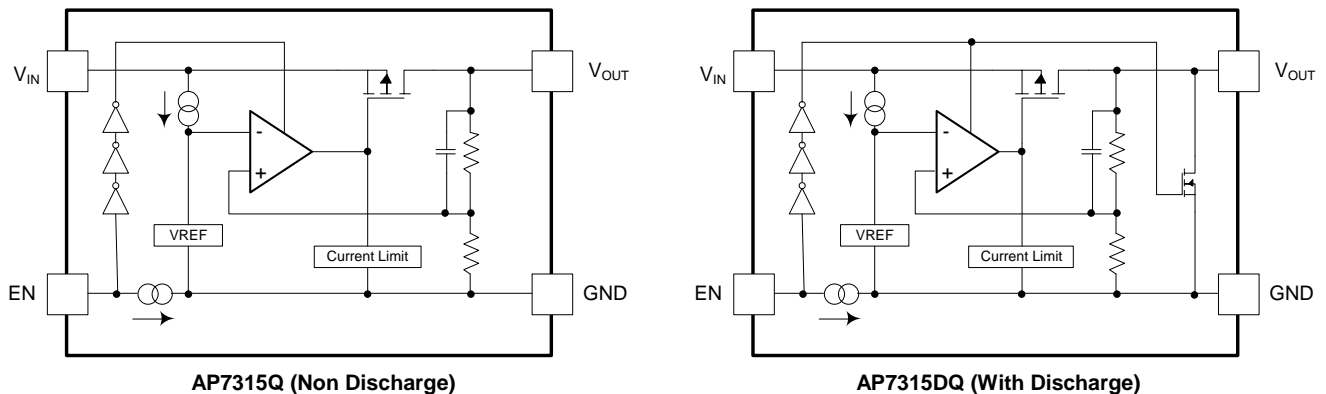 VIN
VOUT
-
+
VREF
Current Limit
EN
GND
AP7315Q (Non Discharge)
VIN
VOUT
-
+
VREF
Current Limit
EN
GND
AP7315DQ (With Discharge)